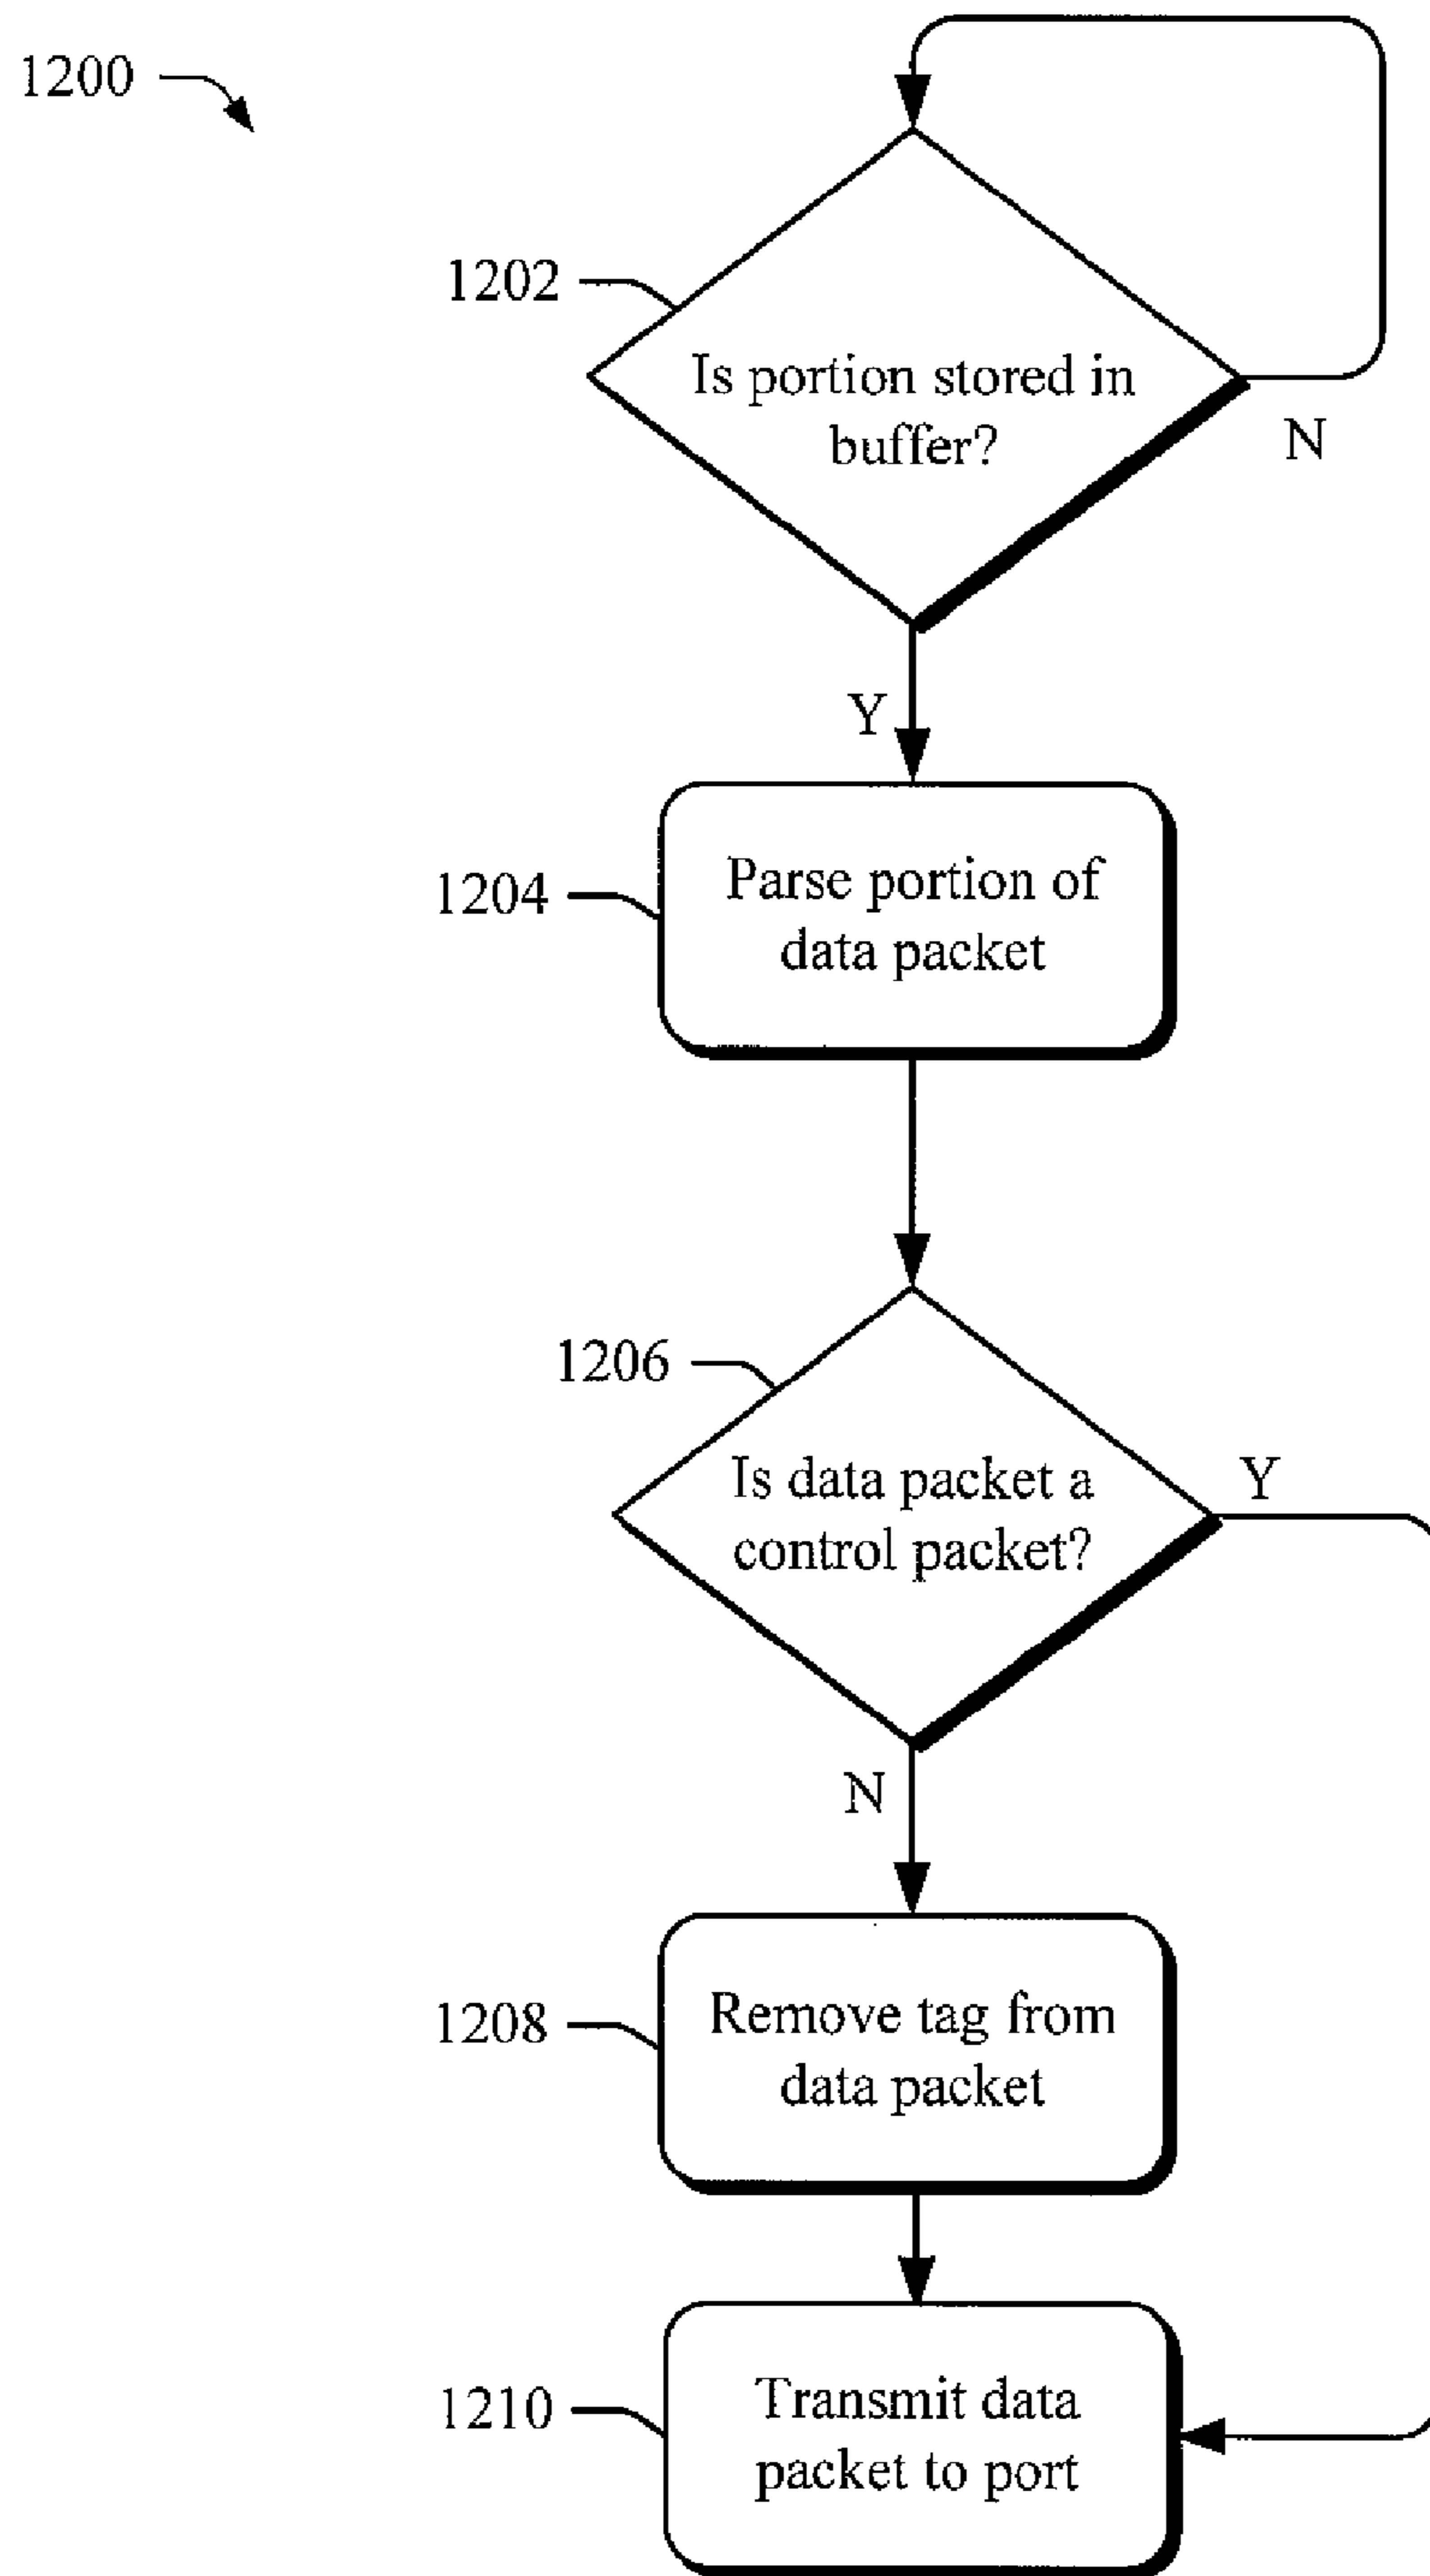 1200
1202
Is portion stored in
buffer?
N
Y
1204
Parse portion of
data packet
1206
Is data packet a
control packet?
Y
N
1208
Remove tag from
data packet
1210
Transmit data
packet to port